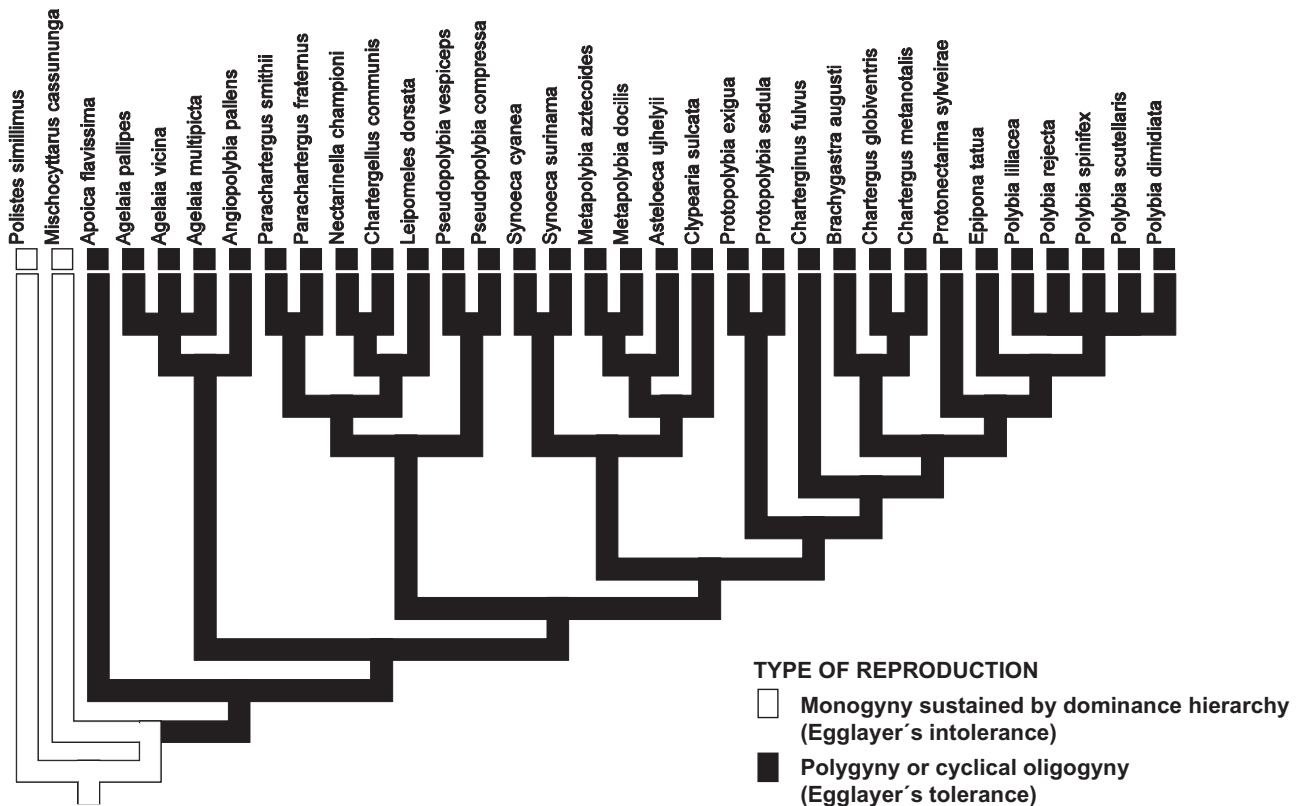 Polistes simillimus
Mischocyttarus cassununga
Apoica flavissima
Agelaia pallipes
Agelaia vicina
Agelaia multipicta
Angiopolybia pallens
Parachartergus smithii
Parachartergus fraternus
Nectarinella championi
Chartergellus communis
Leipomeles dorsata
Pseudopolybia vespiceps
Pseudopolybia compressa
Synoeca cyanea
Synoeca surinama
Metapolybia aztecoides
Metapolybia docilis
Asteloeca ujhelyii
Clypearia sulcata
Protopolybia exigua
Protopolybia sedula
Charterginus fulvus
Brachygastra augusti
Chartergus globiventris
Chartergus metanotalis
Protonectarina sylveirae
Epipona tatua
Polybia liliacea
Polybia rejecta
Polybia spinifex
Polybia scutellaris
Polybia dimidiata
TYPE OF REPRODUCTION
Monogyny sustained by dominance hierarchy
(Egglayer´s intolerance)
Polygyny or cyclical oligogyny
(Egglayer´s tolerance)